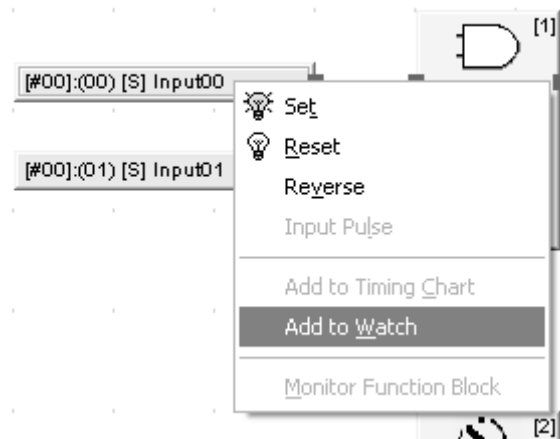 [1]
[#00]:(00) [S] Input00
Set
Reset
[#00]:(01) [S] Input01
Reverse
Input Pulse
Add to Timing Chart
Add to Watch
Monitor Function Block
[2]